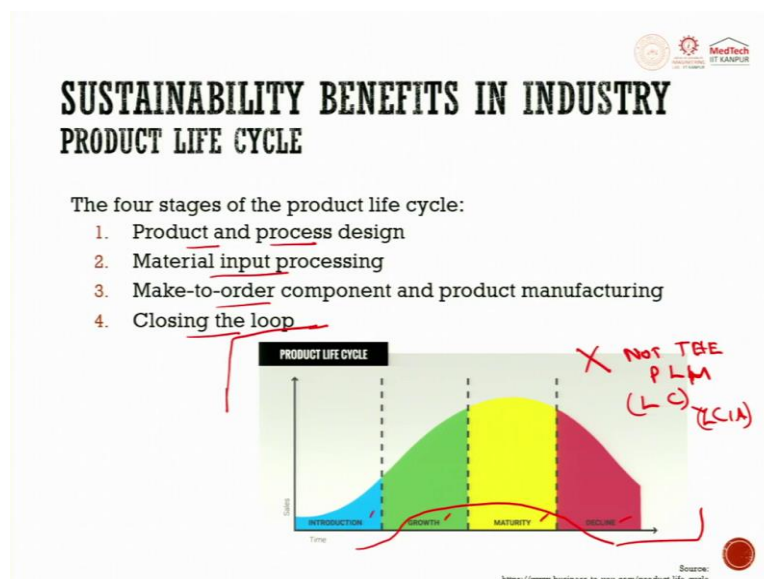 MedTech
IIT KANPUR
SUSTAINABILITY BENEFITS IN INDUSTRY
PRODUCT LIFE CYCLE
The four stages of the product life cycle:
1. Product and process design
2. Material input processing
3. Make-to-order component and product manufacturing
4. Closing the loop
PRODUCT LIFE CYCLE
NOT THE
PLM
(LC)
(LCIA)
Sales
INTRODUCTION GROWTH MATURITY DECLINE
Time
Source: